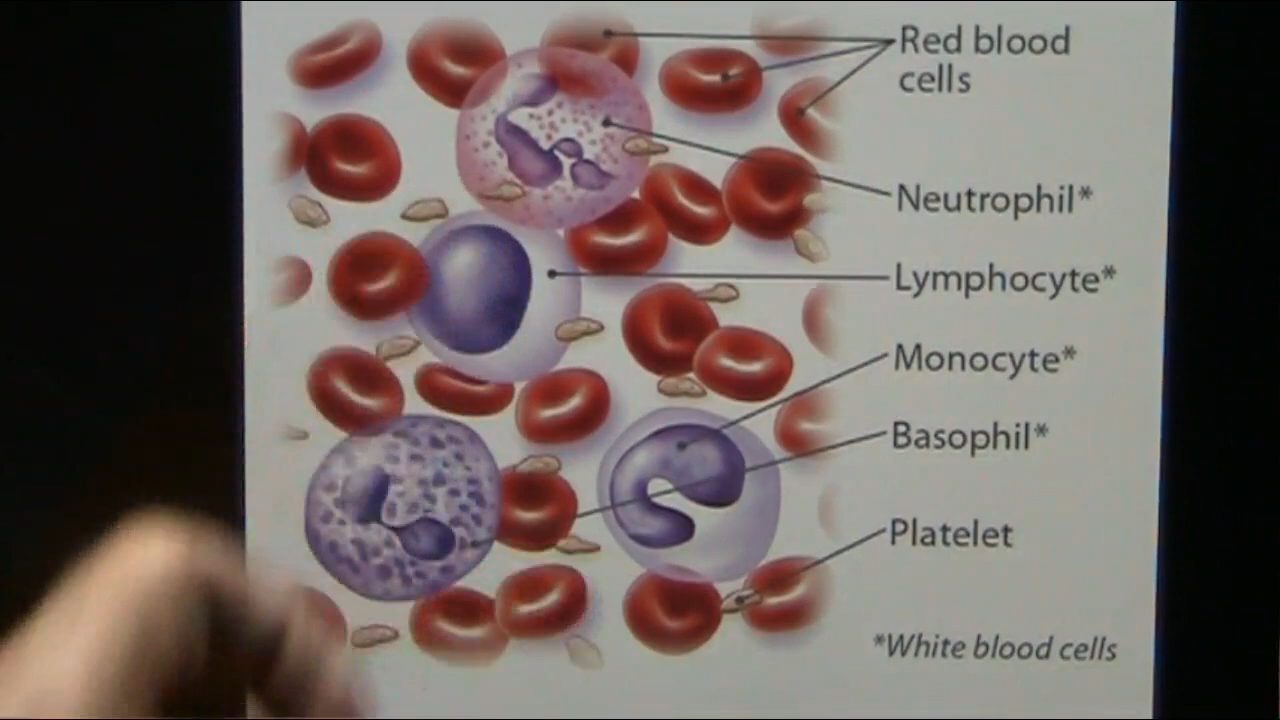 Red blood
cells
Neutrophil*
Lymphocyte*
Monocyte*
Basophil*
Platelet
*White blood cells